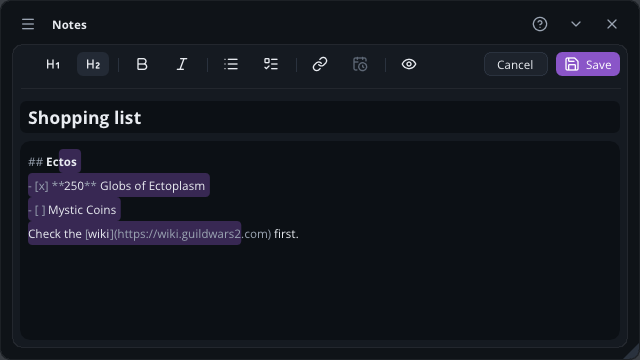 Notes
H1 H2 B I Cancel Save
Shopping list
## Ectos
- [x] **250** Globs of Ectoplasm
- [ ] Mystic Coins
Check the [wiki](https://wiki.guildwars2.com) first.